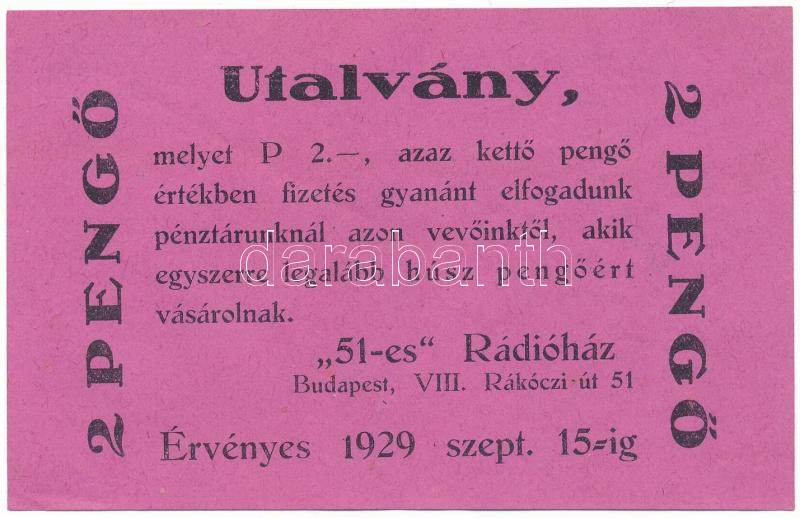 Utalvány,
melyet P 2.—, azaz kettő pengő
értékben fizetés gyanánt elfogadunk
pénztárunknál azon vevőinktől, akik
egyszerre legalább húsz pengőért
vásárolnak.
„51-es“ Rádióház
Budapest, VIII. Rákóczi út 51
Érvényes 1929 szept. 15-ig
2 PENGŐ
2 PENGŐ
darabanth